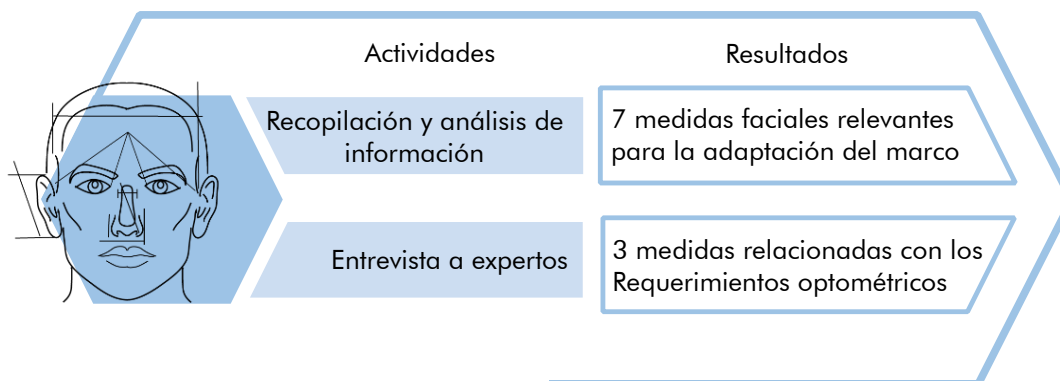 Actividades
Resultados
Recopilación y análisis de
información
7 medidas faciales relevantes
para la adaptación del marco
Entrevista a expertos
3 medidas relacionadas con los
Requerimientos optométricos